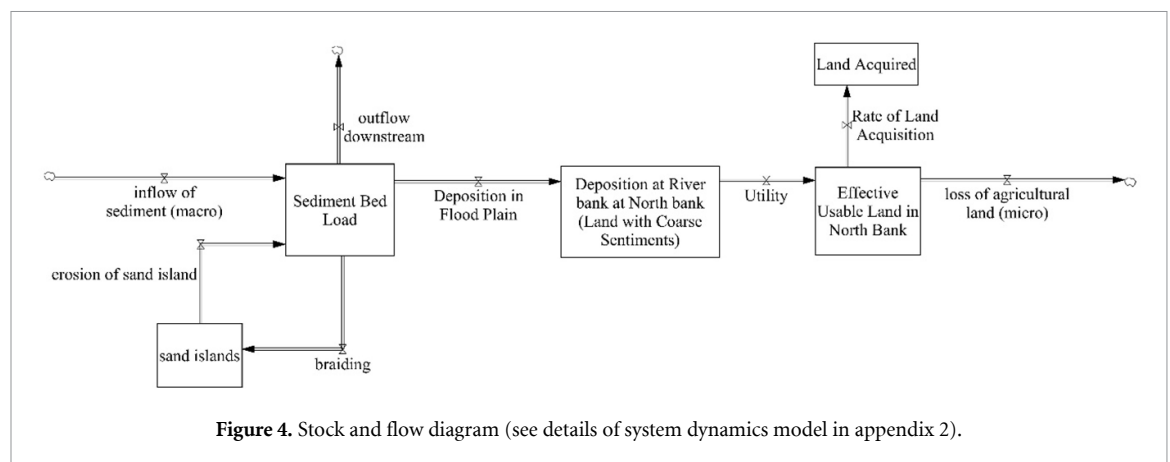 Land Acquired
outflow
downstream
Rate of Land
Acquisition
inflow of
sediment (macro)
Sediment Bed
Load
Deposition in
Flood Plain
Deposition at River
bank at North bank
(Land with Coarse
Sentiments)
Utility
Effective
Usable Land in
North Bank
loss of agricultural
land (micro)
erosion of sand island
sand islands
braiding
Figure 4. Stock and flow diagram (see details of system dynamics model in appendix 2).